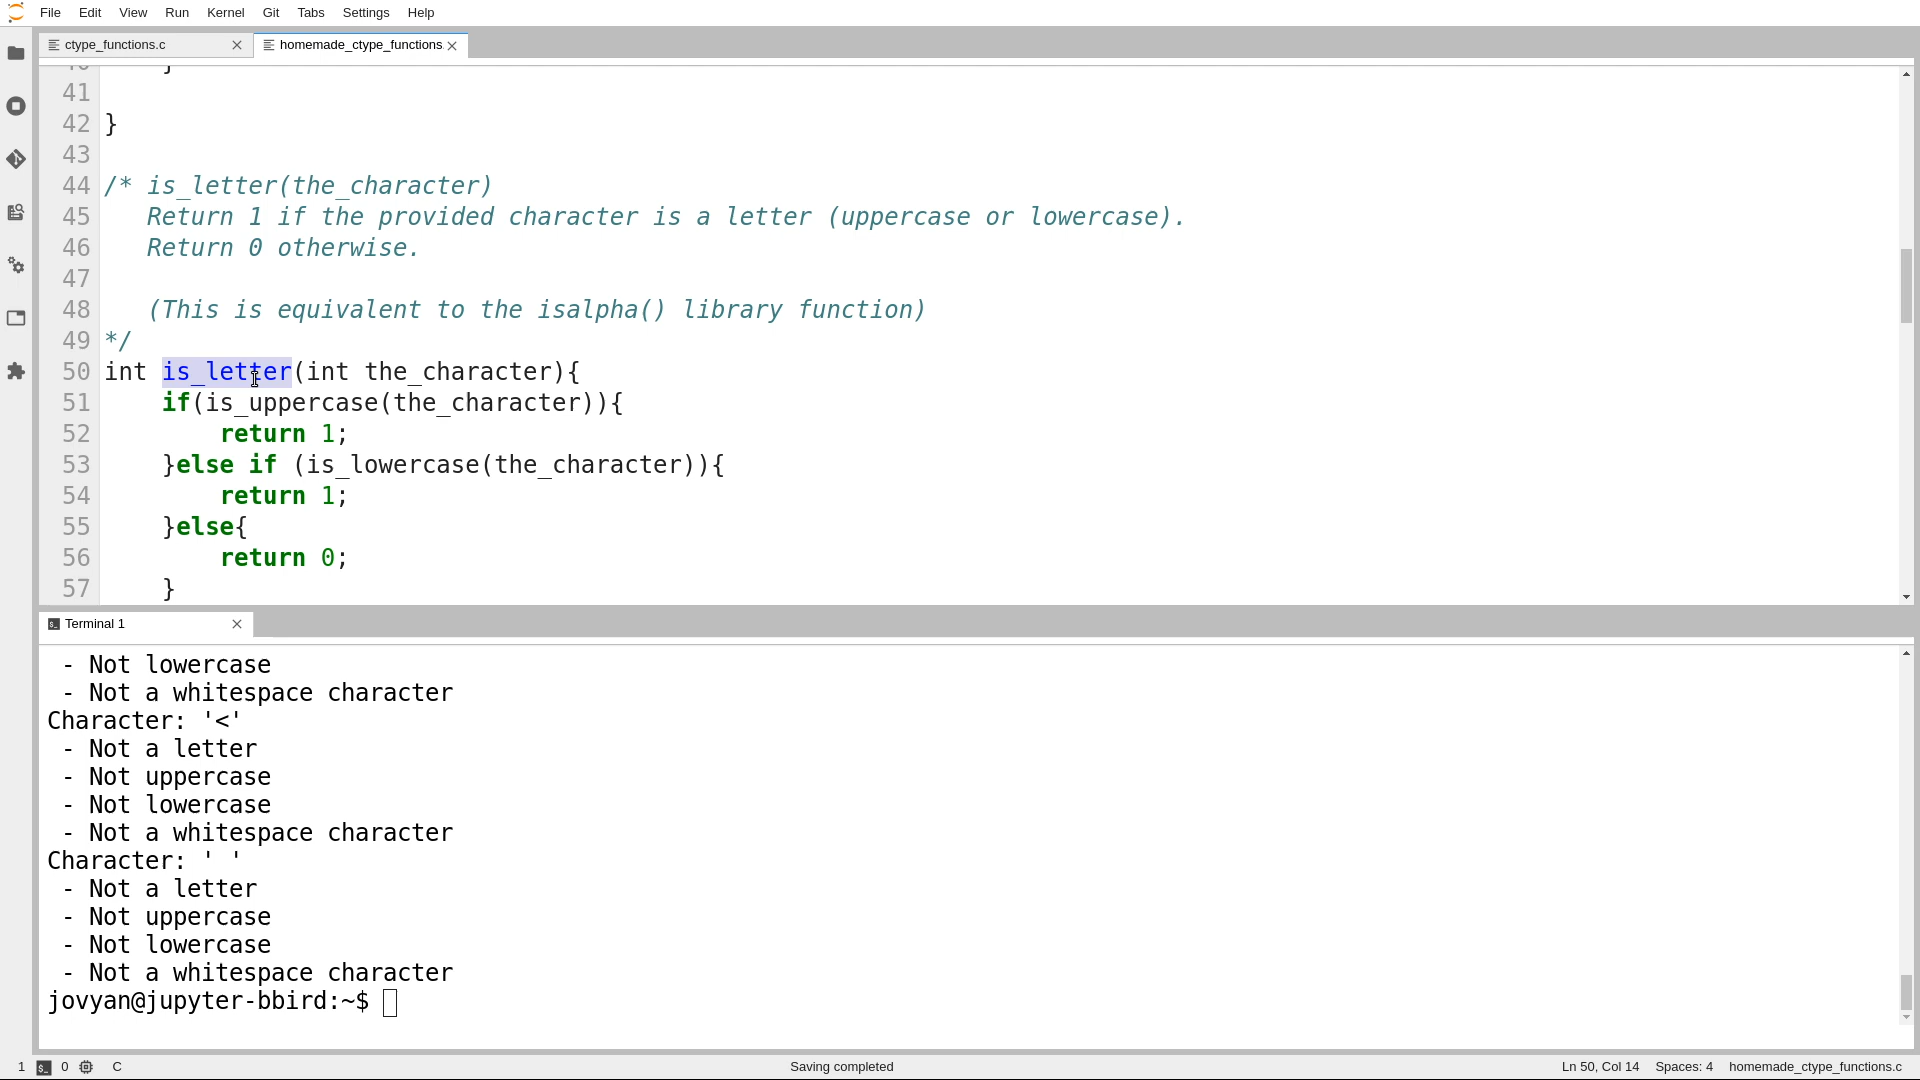 File Edit View Run Kernel Git Tabs Settings Help
ctype_functions.c homemade_ctype_functions.
40 }
41
42 }
43
44 /* is_letter(the_character)
45 Return 1 if the provided character is a letter (uppercase or lowercase).
46 Return 0 otherwise.
47
48 (This is equivalent to the isalpha() library function)
49 */
50 int is_letter(int the_character){
51 if(is_uppercase(the_character)){
52 return 1;
53 }else if (is_lowercase(the_character)){
54 return 1;
55 }else{
56 return 0;
57 }
Terminal 1
- Not lowercase
- Not a whitespace character
Character: '<'
- Not a letter
- Not uppercase
- Not lowercase
- Not a whitespace character
Character: ' '
- Not a letter
- Not uppercase
- Not lowercase
- Not a whitespace character
jovyan@jupyter-bbird:~$
1 0 C Saving completed Ln 50, Col 14 Spaces: 4 homemade_ctype_functions.c